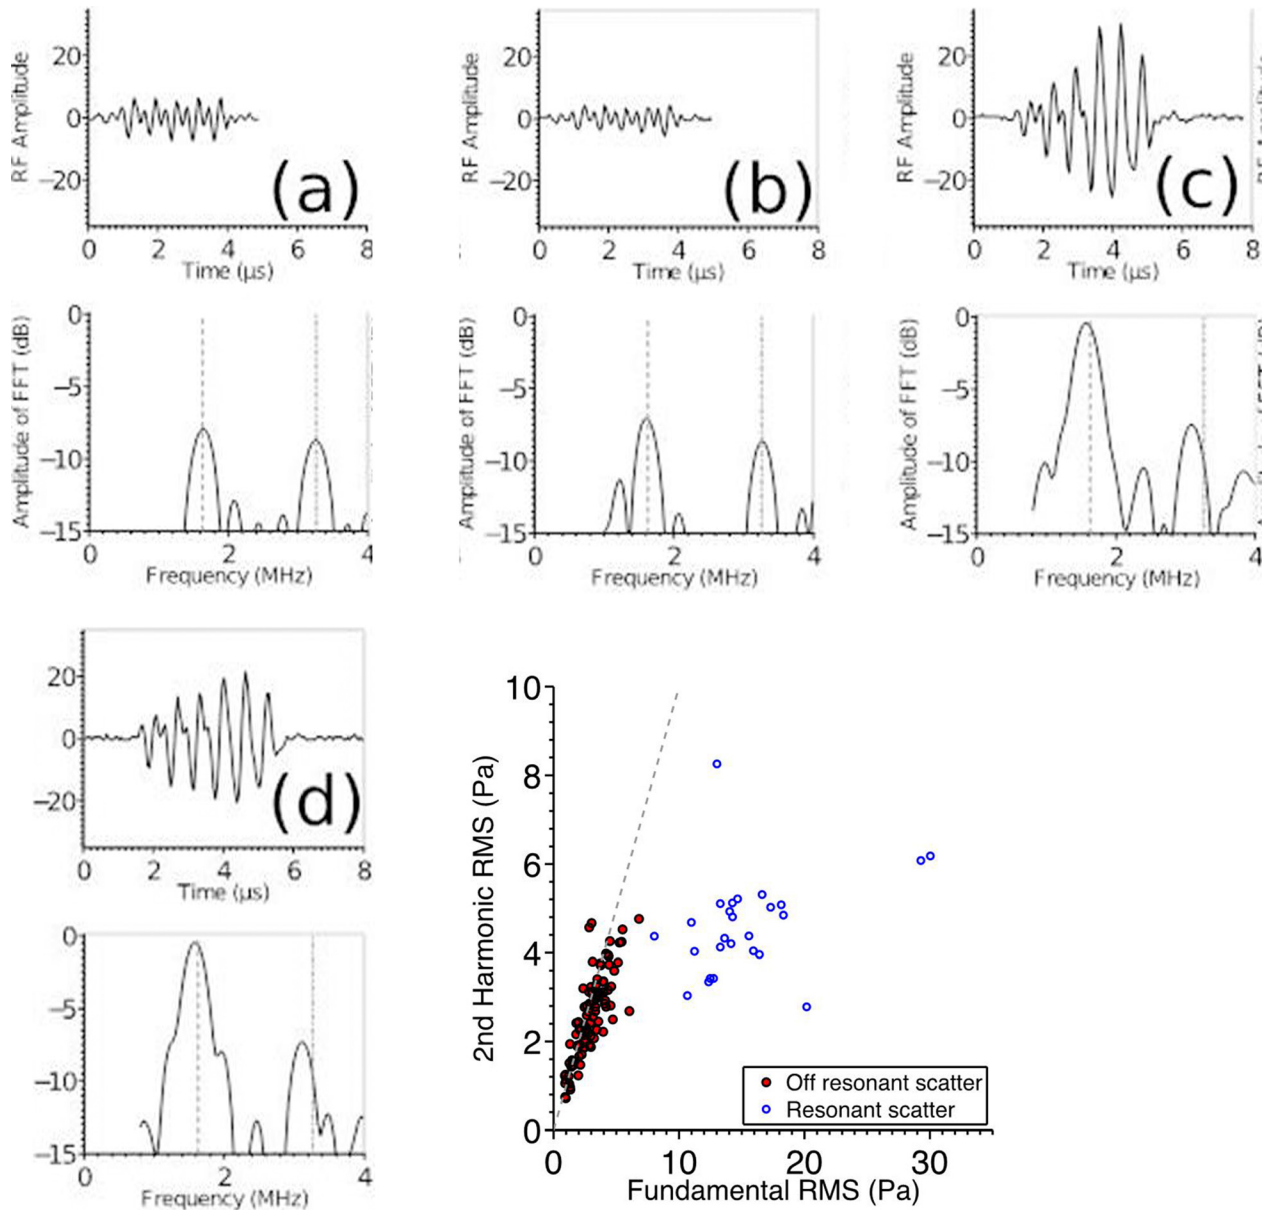 RF Amplitude
20
0
−20
(a)
0 2 4 6 8
Time (μs)
RF Amplitude
20
0
−20
(b)
0 2 4 6 8
Time (μs)
RF Amplitude
20
0
−20
(c)
0 2 4 6 8
Time (μs)
Amplitude of FFT (dB)
0
−5
−10
−15
0 2 4
Frequency (MHz)
Amplitude of FFT (dB)
0
−5
−10
−15
0 2 4
Frequency (MHz)
Amplitude of FFT (dB)
0
−5
−10
−15
0 2 4
Frequency (MHz)
20
0
−20
(d)
0 2 4 6 8
Time (μs)
0
−5
−10
−15
0 2 4
Frequency (MHz)
2nd Harmonic RMS (Pa)
10
8
6
4
2
0
Off resonant scatter
Resonant scatter
0 10 20 30
Fundamental RMS (Pa)